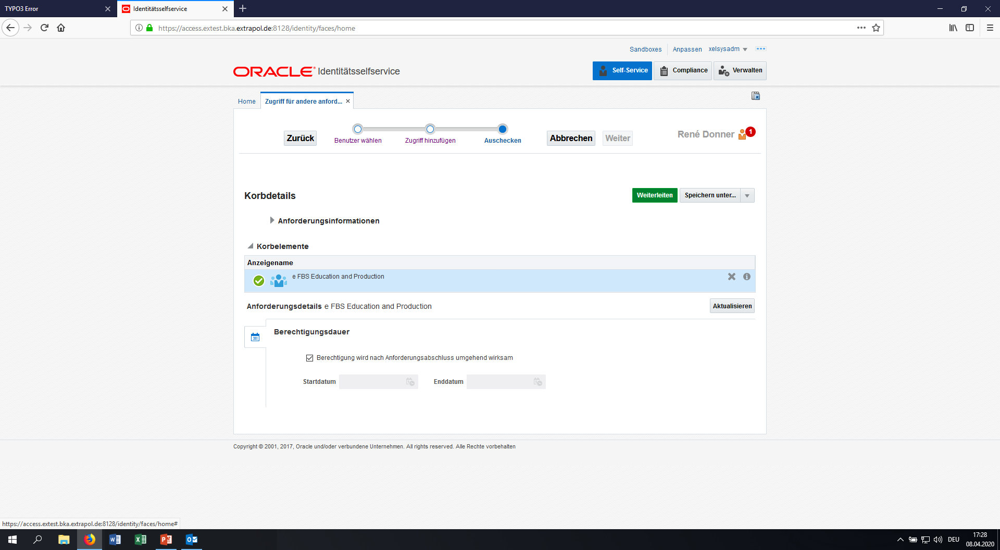 TYPO3 Error
Identitätsselfservice
https://access.extest.bka.extrapol.de:8128/identity/faces/home
Sandboxes
Anpassen
xelsysadm
ORACLE® Identitätsselfservice
Self-Service
Compliance
Verwalten
Home
Zugriff für andere anford...
Zurück
Benutzer wählen
Zugriff hinzufügen
Auschecken
Abbrechen
Weiter
René Donner
1
Korbdetails
Weiterleiten
Speichern unter...
Anforderungsinformationen
Korbelemente
Anzeigename
e FBS Education and Production
Anforderungsdetails e FBS Education and Production
Aktualisieren
Berechtigungsdauer
Berechtigung wird nach Anforderungsabschluss umgehend wirksam
Startdatum
Enddatum
Copyright © 2001, 2017, Oracle und/oder verbundene Unternehmen. All rights reserved. Alle Rechte vorbehalten
https://access.extest.bka.extrapol.de:8128/identity/faces/home#
DEU
17:28
08.04.2020